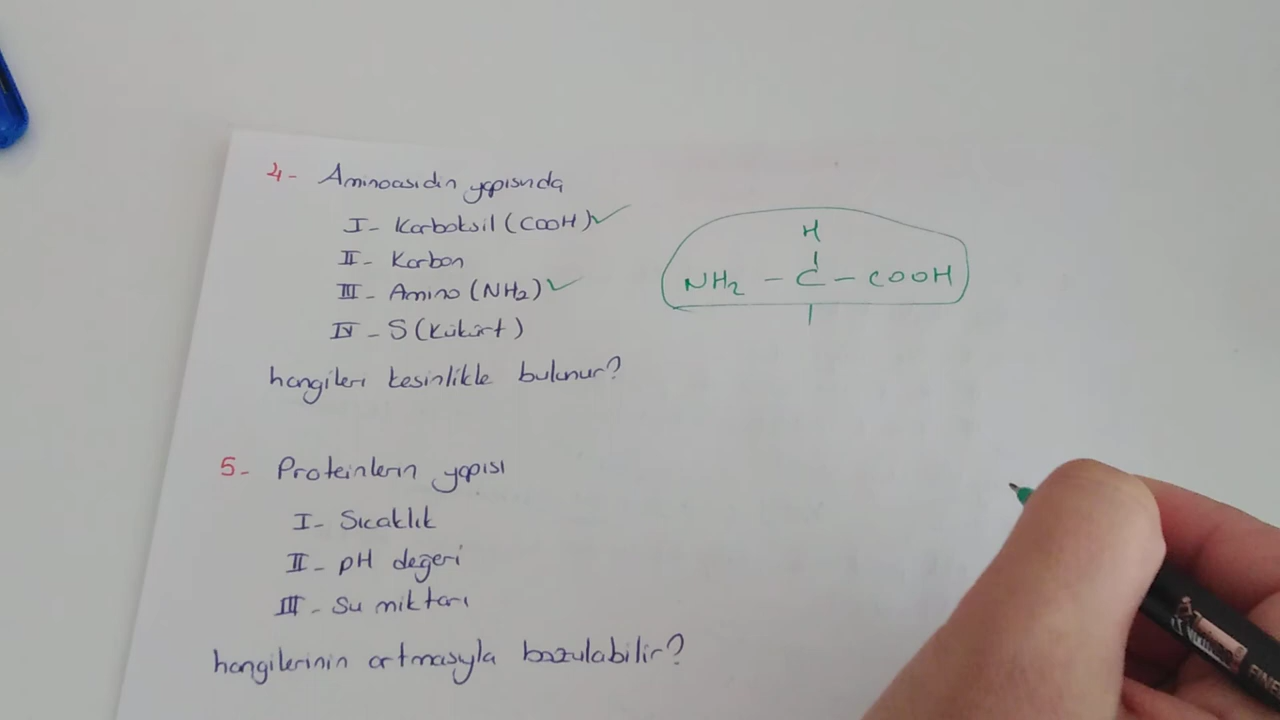 4- Aminoasidin yapısında
I- Karboksil (COOH) ✓
II- Karbon
III- Amino (NH2) ✓
IV- S (Kükürt)
hangileri kesinlikle bulunur?
H
NH2 - C - COOH
5- Proteinlerin yapısı
I- Sıcaklık
II- pH değeri
III- Su miktarı
hangilerinin artmasıyla bozulabilir?